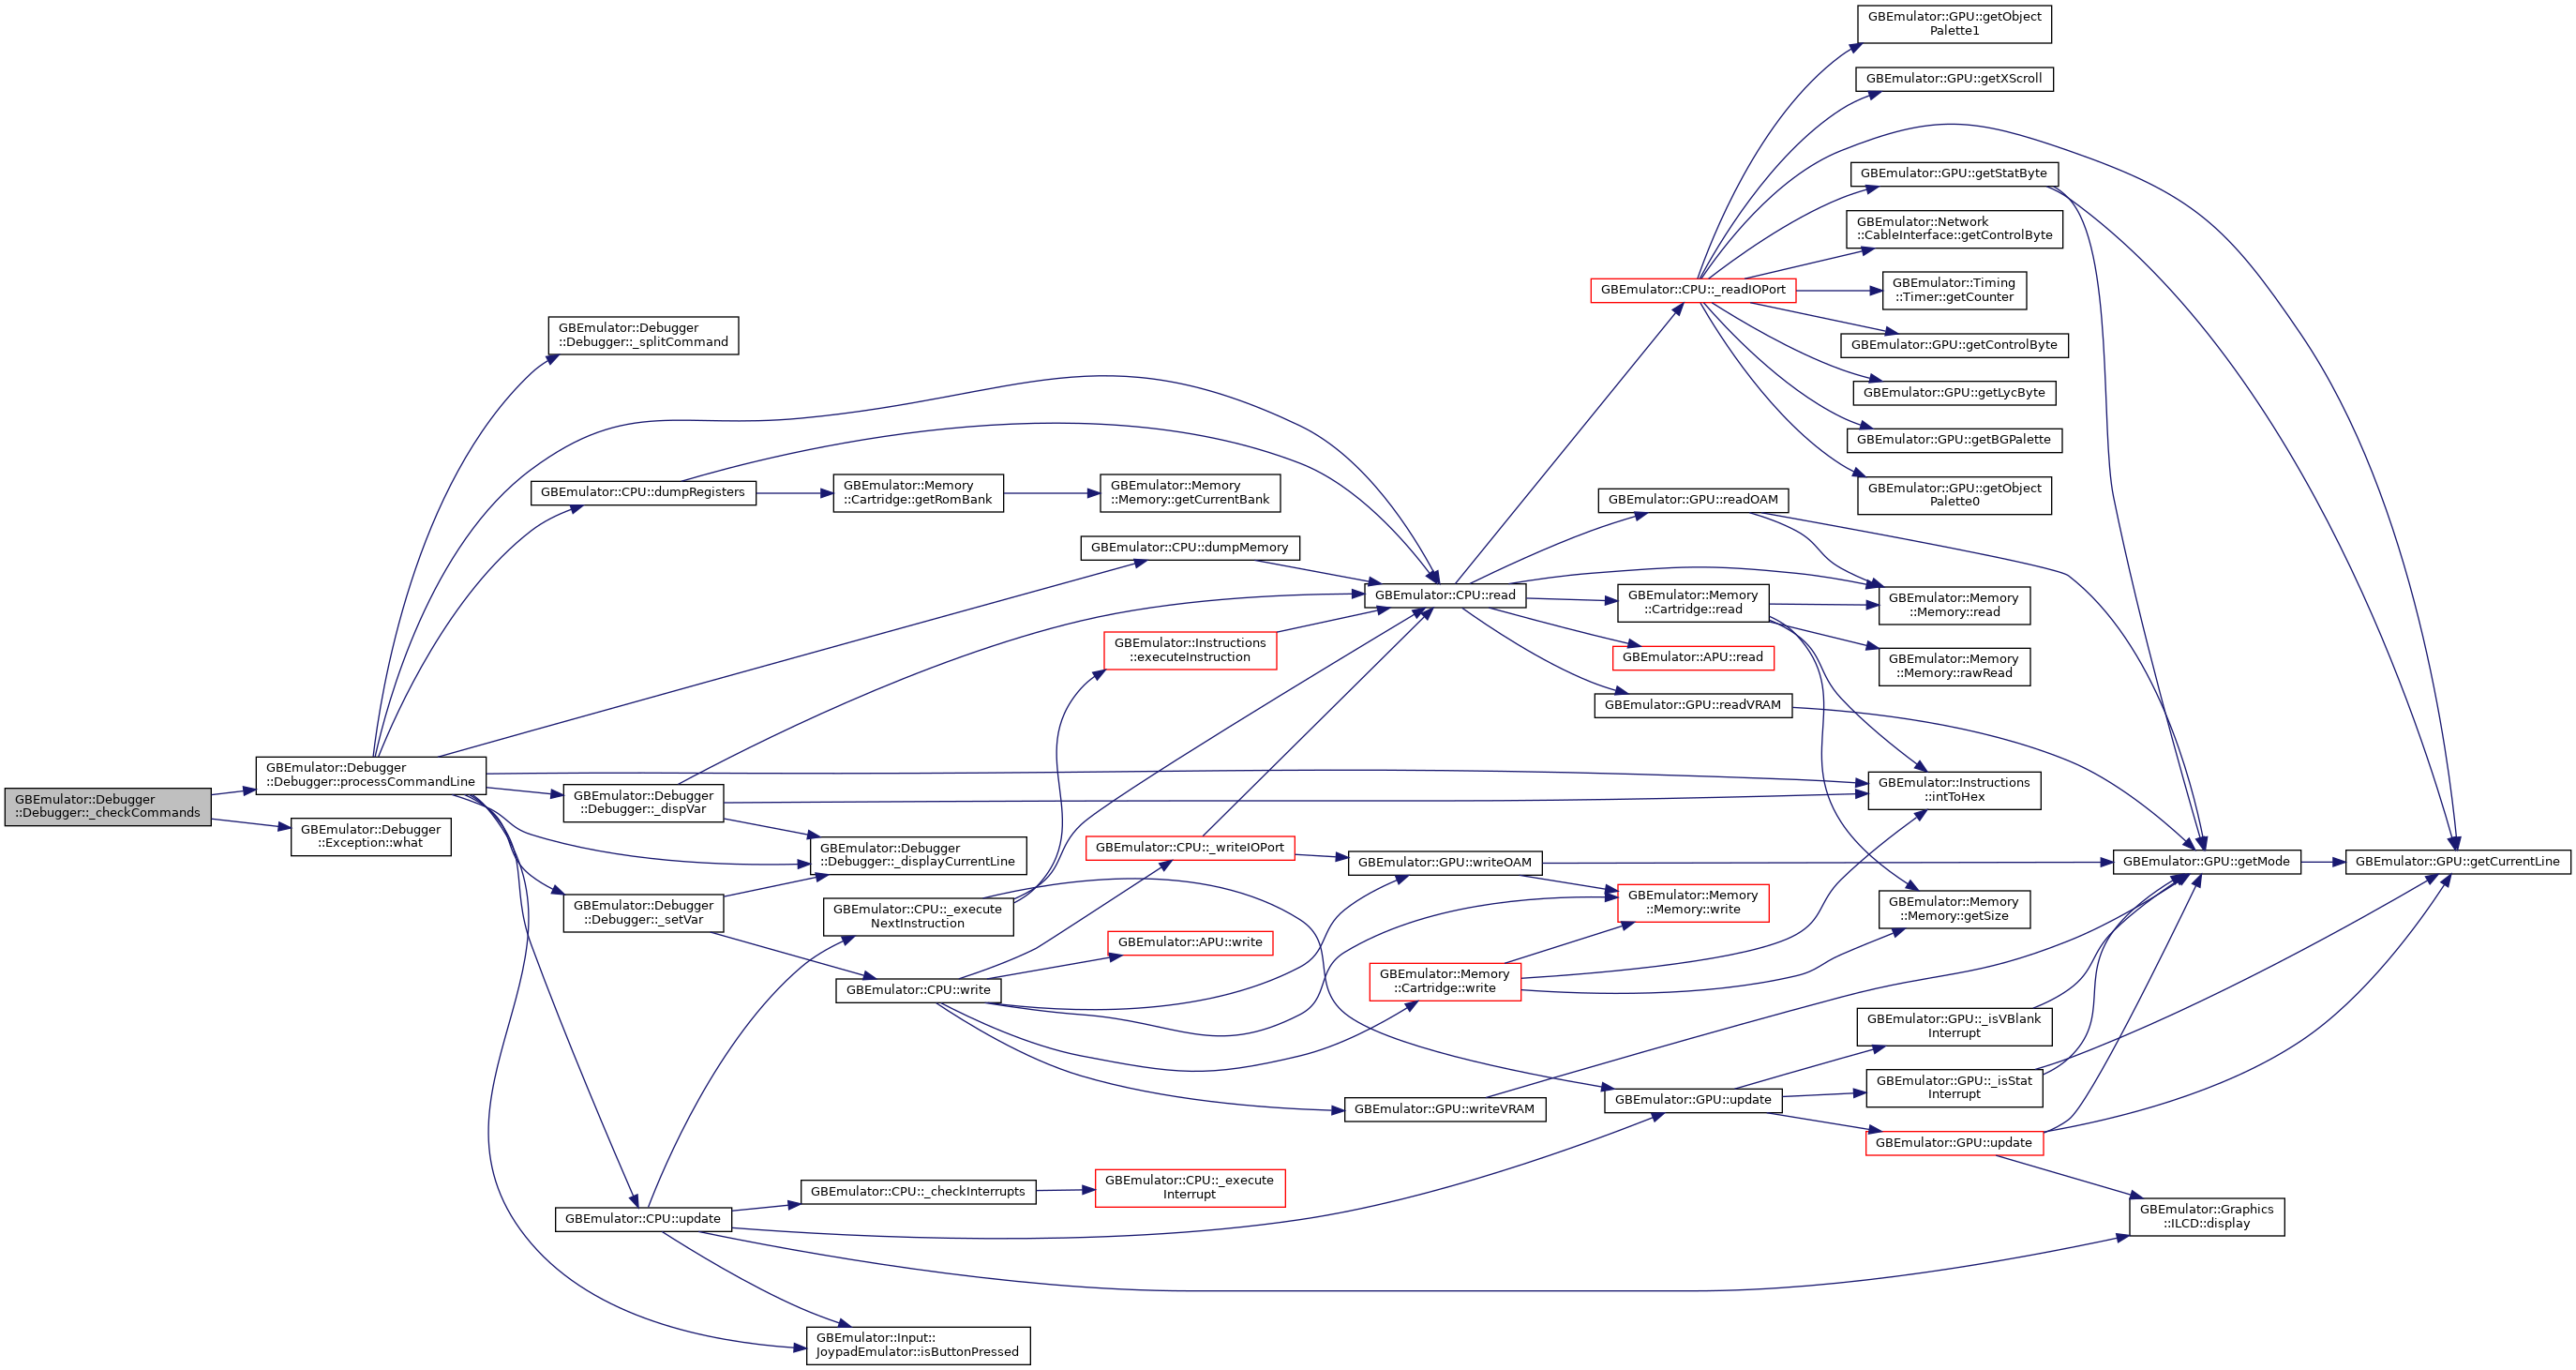 GBEmulator::Debugger
::Debugger::_checkCommands
GBEmulator::Debugger
::Debugger::processCommandLine
GBEmulator::Debugger
::Exception::what
GBEmulator::Debugger
::Debugger::_splitCommand
GBEmulator::CPU::dumpRegisters
GBEmulator::Debugger
::Debugger::_dispVar
GBEmulator::Debugger
::Debugger::_setVar
GBEmulator::CPU::update
GBEmulator::Memory
::Cartridge::getRomBank
GBEmulator::Debugger
::Debugger::_displayCurrentLine
GBEmulator::CPU::_execute
NextInstruction
GBEmulator::CPU::write
GBEmulator::CPU::_checkInterrupts
GBEmulator::Input::
JoypadEmulator::isButtonPressed
GBEmulator::Memory
::Memory::getCurrentBank
GBEmulator::CPU::dumpMemory
GBEmulator::Instructions
::executeInstruction
GBEmulator::CPU::_writeIOPort
GBEmulator::APU::write
GBEmulator::CPU::_execute
Interrupt
GBEmulator::CPU::read
GBEmulator::GPU::writeOAM
GBEmulator::Memory
::Cartridge::write
GBEmulator::GPU::writeVRAM
GBEmulator::CPU::_readIOPort
GBEmulator::GPU::readOAM
GBEmulator::Memory
::Cartridge::read
GBEmulator::APU::read
GBEmulator::GPU::readVRAM
GBEmulator::Memory
::Memory::write
GBEmulator::GPU::update
GBEmulator::GPU::getObject
Palette1
GBEmulator::GPU::getXScroll
GBEmulator::GPU::getStatByte
GBEmulator::Network
::CableInterface::getControlByte
GBEmulator::Timing
::Timer::getCounter
GBEmulator::GPU::getControlByte
GBEmulator::GPU::getLycByte
GBEmulator::GPU::getBGPalette
GBEmulator::GPU::getObject
Palette0
GBEmulator::Memory
::Memory::read
GBEmulator::Memory
::Memory::rawRead
GBEmulator::Instructions
::intToHex
GBEmulator::Memory
::Memory::getSize
GBEmulator::GPU::_isVBlank
Interrupt
GBEmulator::GPU::_isStat
Interrupt
GBEmulator::GPU::update
GBEmulator::GPU::getMode
GBEmulator::Graphics
::ILCD::display
GBEmulator::GPU::getCurrentLine